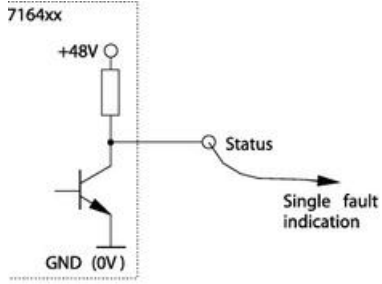 7164xx
+48V
Status
Single fault
indication
GND (0V)